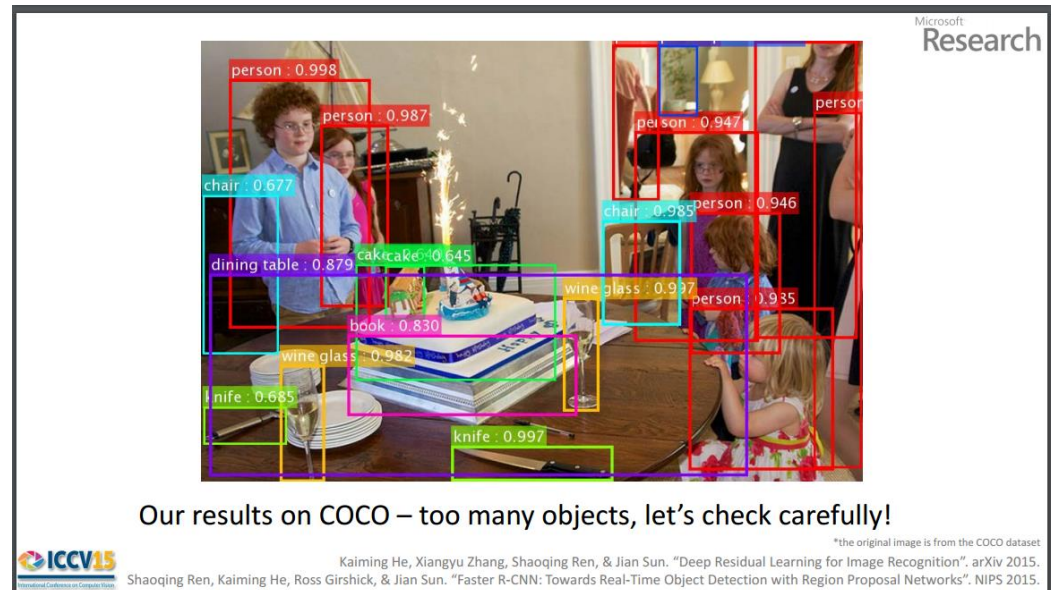 Microsoft
Research
person : 0.998
person : 0.987
person
person : 0.947
chair : 0.677
chair : 0.985
person : 0.946
cake : 0.645
dining table : 0.879
wine glass : 0.997
person : 0.935
book : 0.830
wine glass : 0.982
knife : 0.685
knife : 0.997
Our results on COCO – too many objects, let's check carefully!
*the original image is from the COCO dataset
ICCV15
International Conference on Computer Vision
Kaiming He, Xiangyu Zhang, Shaoqing Ren, & Jian Sun. “Deep Residual Learning for Image Recognition”. arXiv 2015.
Shaoqing Ren, Kaiming He, Ross Girshick, & Jian Sun. “Faster R-CNN: Towards Real-Time Object Detection with Region Proposal Networks”. NIPS 2015.